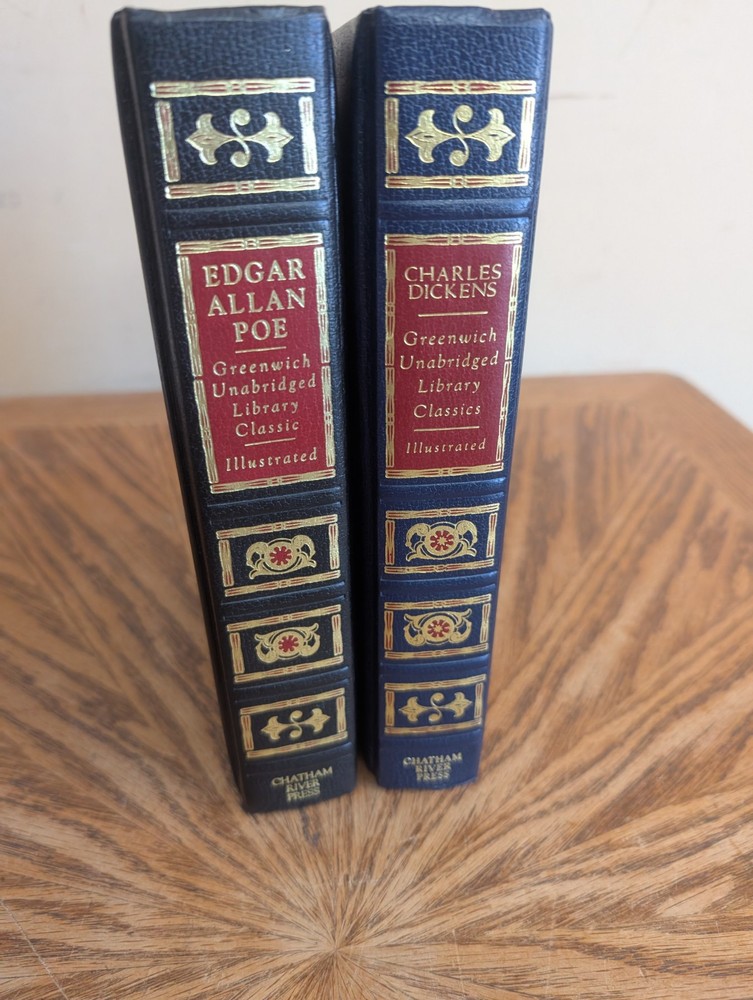 EDGAR
ALLAN
POE
Greenwich
Unabridged
Library
Classic
Illustrated
CHATHAM
RIVER
PRESS
CHARLES
DICKENS
Greenwich
Unabridged
Library
Classics
Illustrated
CHATHAM
RIVER
PRESS